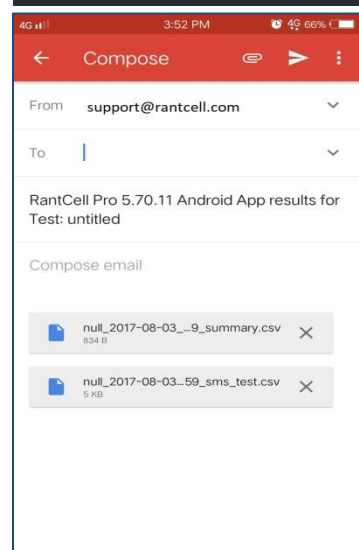 4G 3:52 PM 4G 66%
Compose
From support@rantcell.com
To
RantCell Pro 5.70.11 Android App results for
Test: untitled
Compose email
null_2017-08-03_...9_summary.csv
834 B
null_2017-08-03...59_sms_test.csv
5 KB